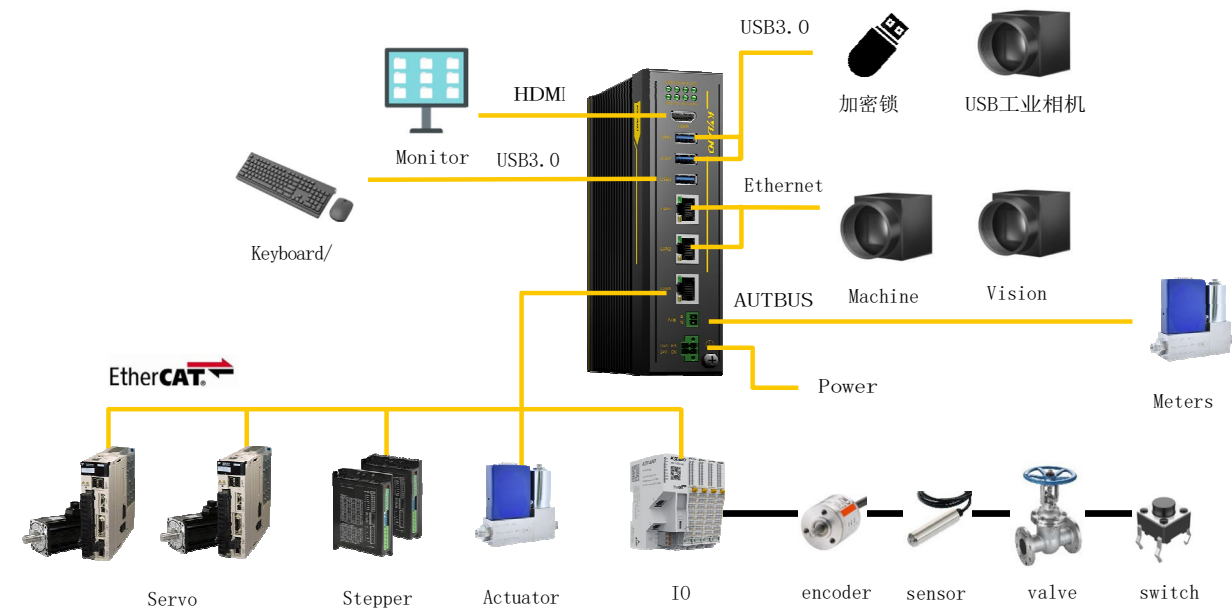 USB3.0
HDMI
加密锁
USB工业相机
Monitor
USB3.0
KYLAND
Ethernet
Keyboard/
Machine
Vision
AUTBUS
EtherCAT®
Power
Meters
Servo
Stepper
Actuator
IO
encoder
sensor
valve
switch